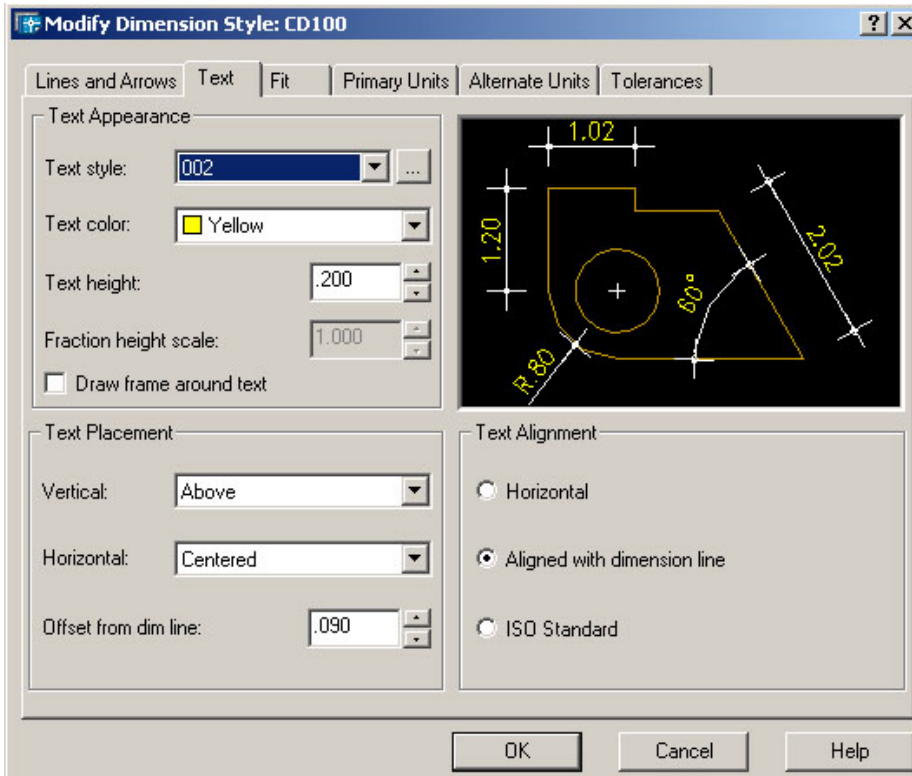 Modify Dimension Style: CD100
Lines and Arrows Text Fit Primary Units Alternate Units Tolerances
Text Appearance
Text style: 002 ...
Text color: Yellow
Text height: .200
Fraction height scale: 1.000
Draw frame around text
1.02
1.20
2.02
60°
R.80
Text Placement
Vertical: Above
Horizontal: Centered
Offset from dim line: .090
Text Alignment
Horizontal
Aligned with dimension line
ISO Standard
OK Cancel Help